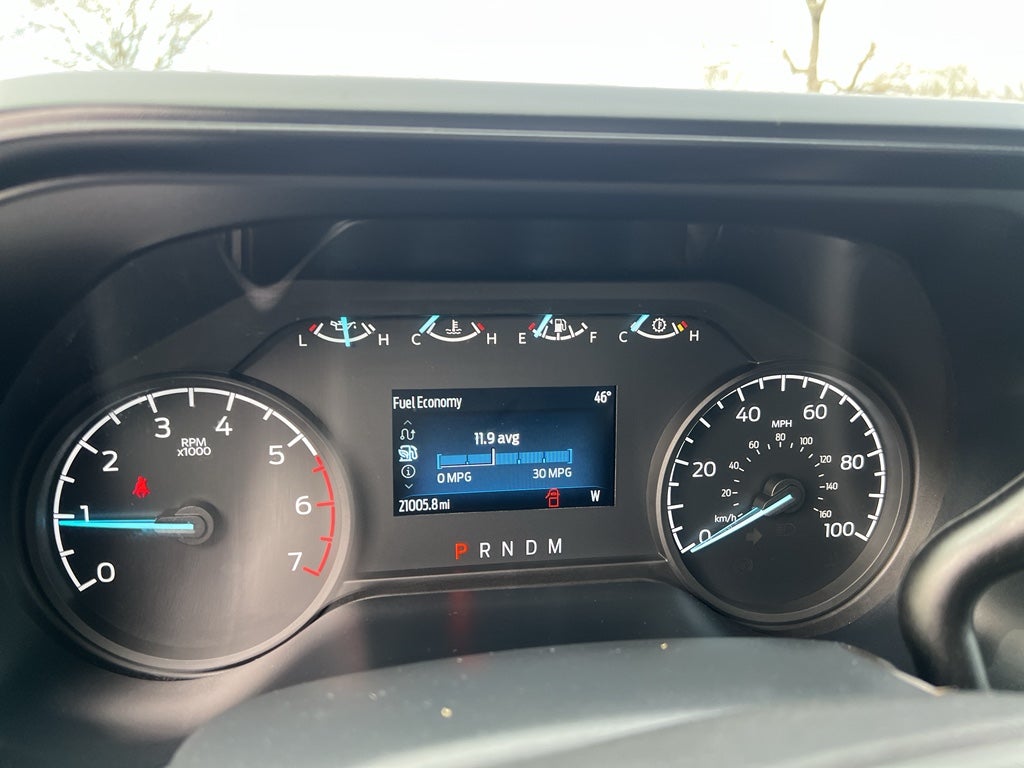 L H C H E F C H
Fuel Economy 46°
11.9 avg
0 MPG 30 MPG
21005.8 mi W
P R N D M
0 1 2 3 4 5 6 7
RPM
x1000
0 20 40 60 80 100
MPH
km/h 20 40 60 80 100 120 140 160